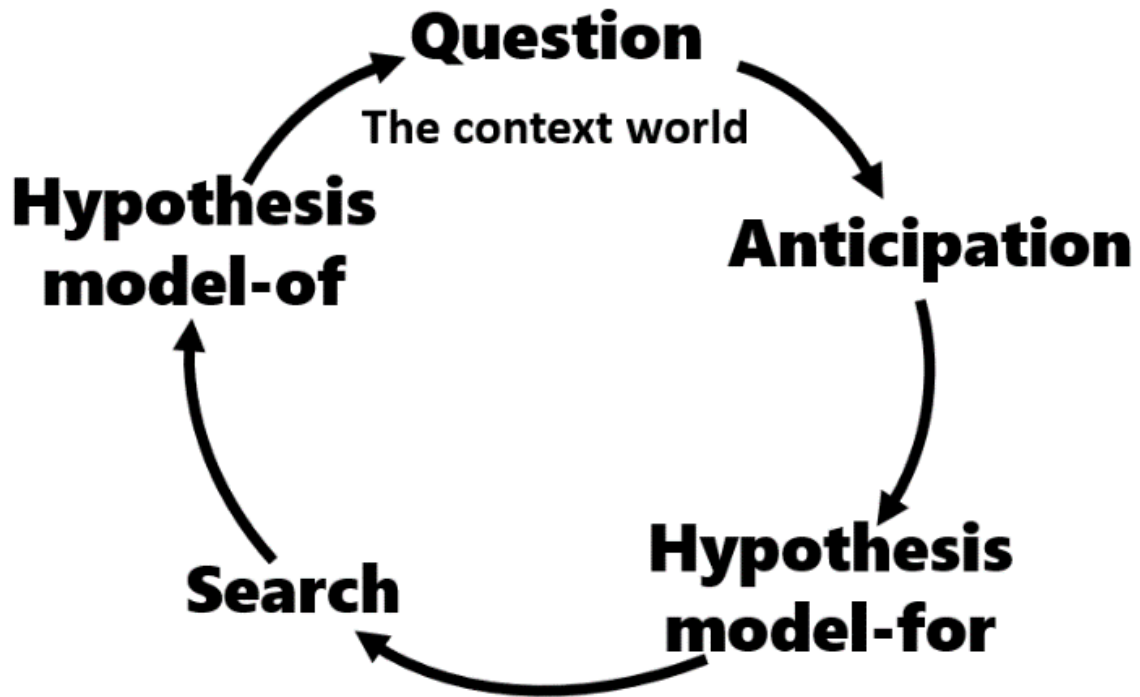 Question
The context world
Anticipation
Hypothesis
model-for
Search
Hypothesis
model-of